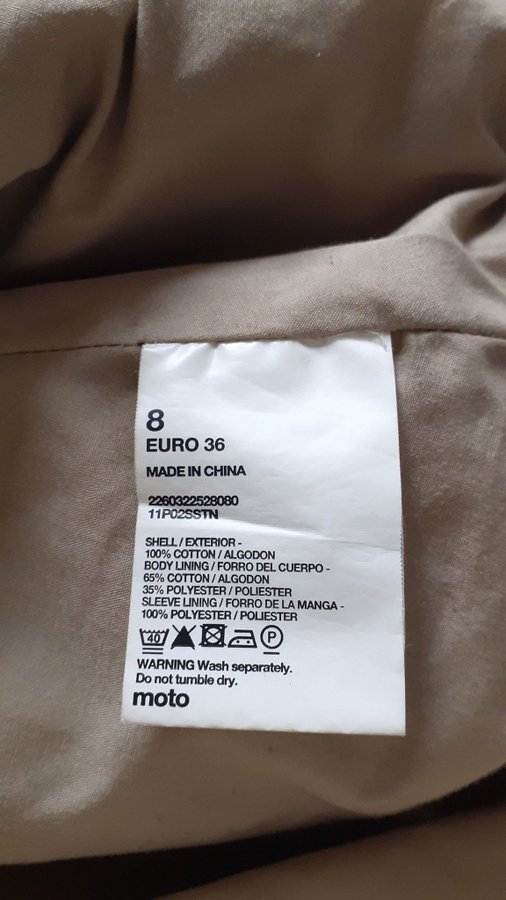 8
EURO 36
MADE IN CHINA
2260322528080
11P02SSTN
SHELL / EXTERIOR -
100% COTTON / ALGODON
BODY LINING / FORRO DEL CUERPO -
65% COTTON / ALGODON
35% POLYESTER / POLIESTER
SLEEVE LINING / FORRO DE LA MANGA -
100% POLYESTER / POLIESTER
40 P
WARNING Wash separately.
Do not tumble dry.
moto